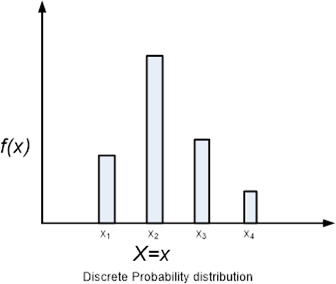 f(x)
x₁ x₂ x₃ x₄
X=x
Discrete Probability distribution